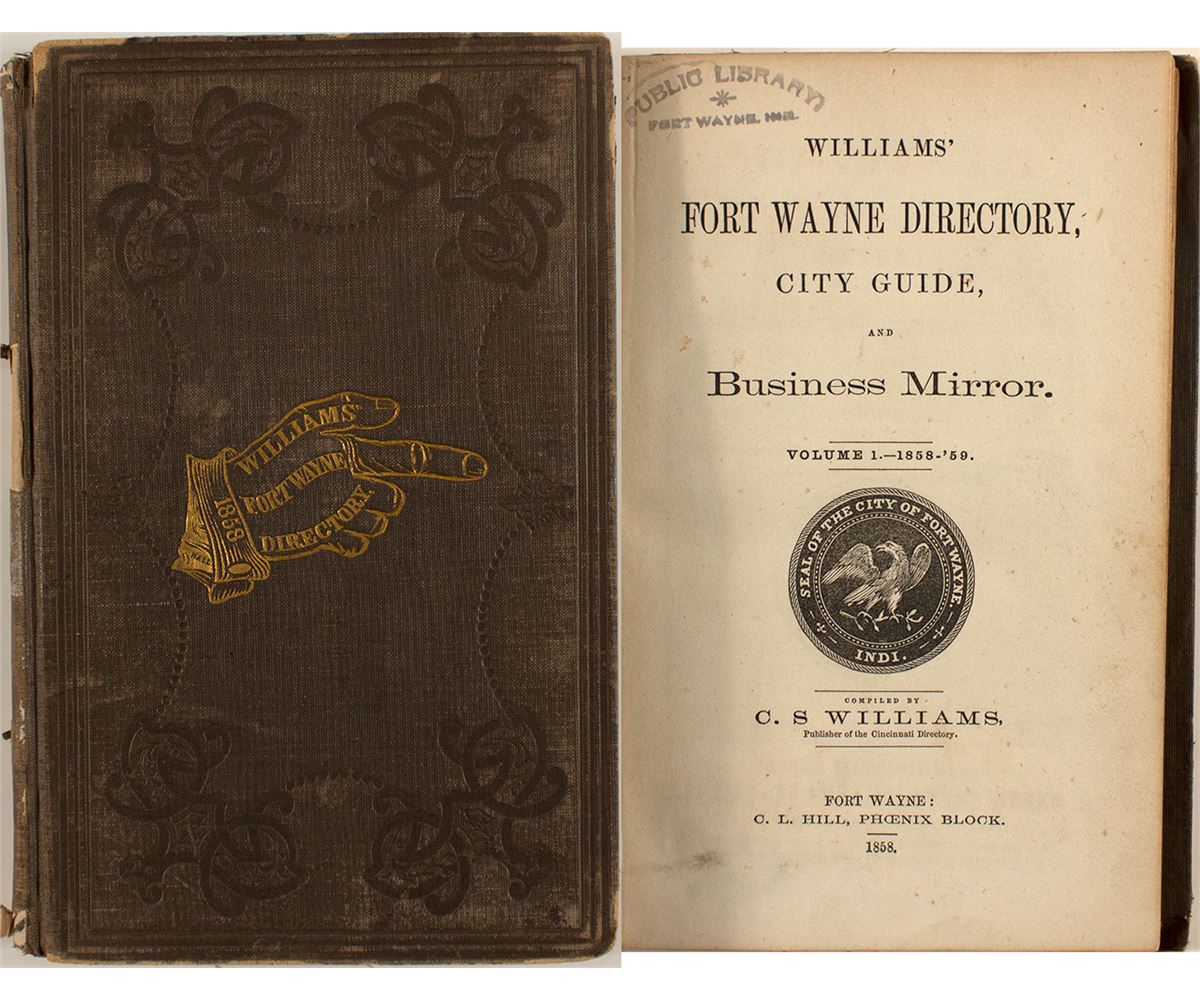 WILLIAMS'
FORT WAYNE
DIRECTORY.
1858
HALL
PUBLIC LIBRARY
FORT WAYNE, IND.
WILLIAMS'
FORT WAYNE DIRECTORY,
CITY GUIDE,
AND
Business Mirror.
VOLUME 1.—1858-'59.
SEAL OF THE CITY OF FORT WAYNE.
INDI.
COMPILED BY
C. S WILLIAMS,
Publisher of the Cincinnati Directory.
FORT WAYNE:
C. L. HILL, PHŒNIX BLOCK.
1858.